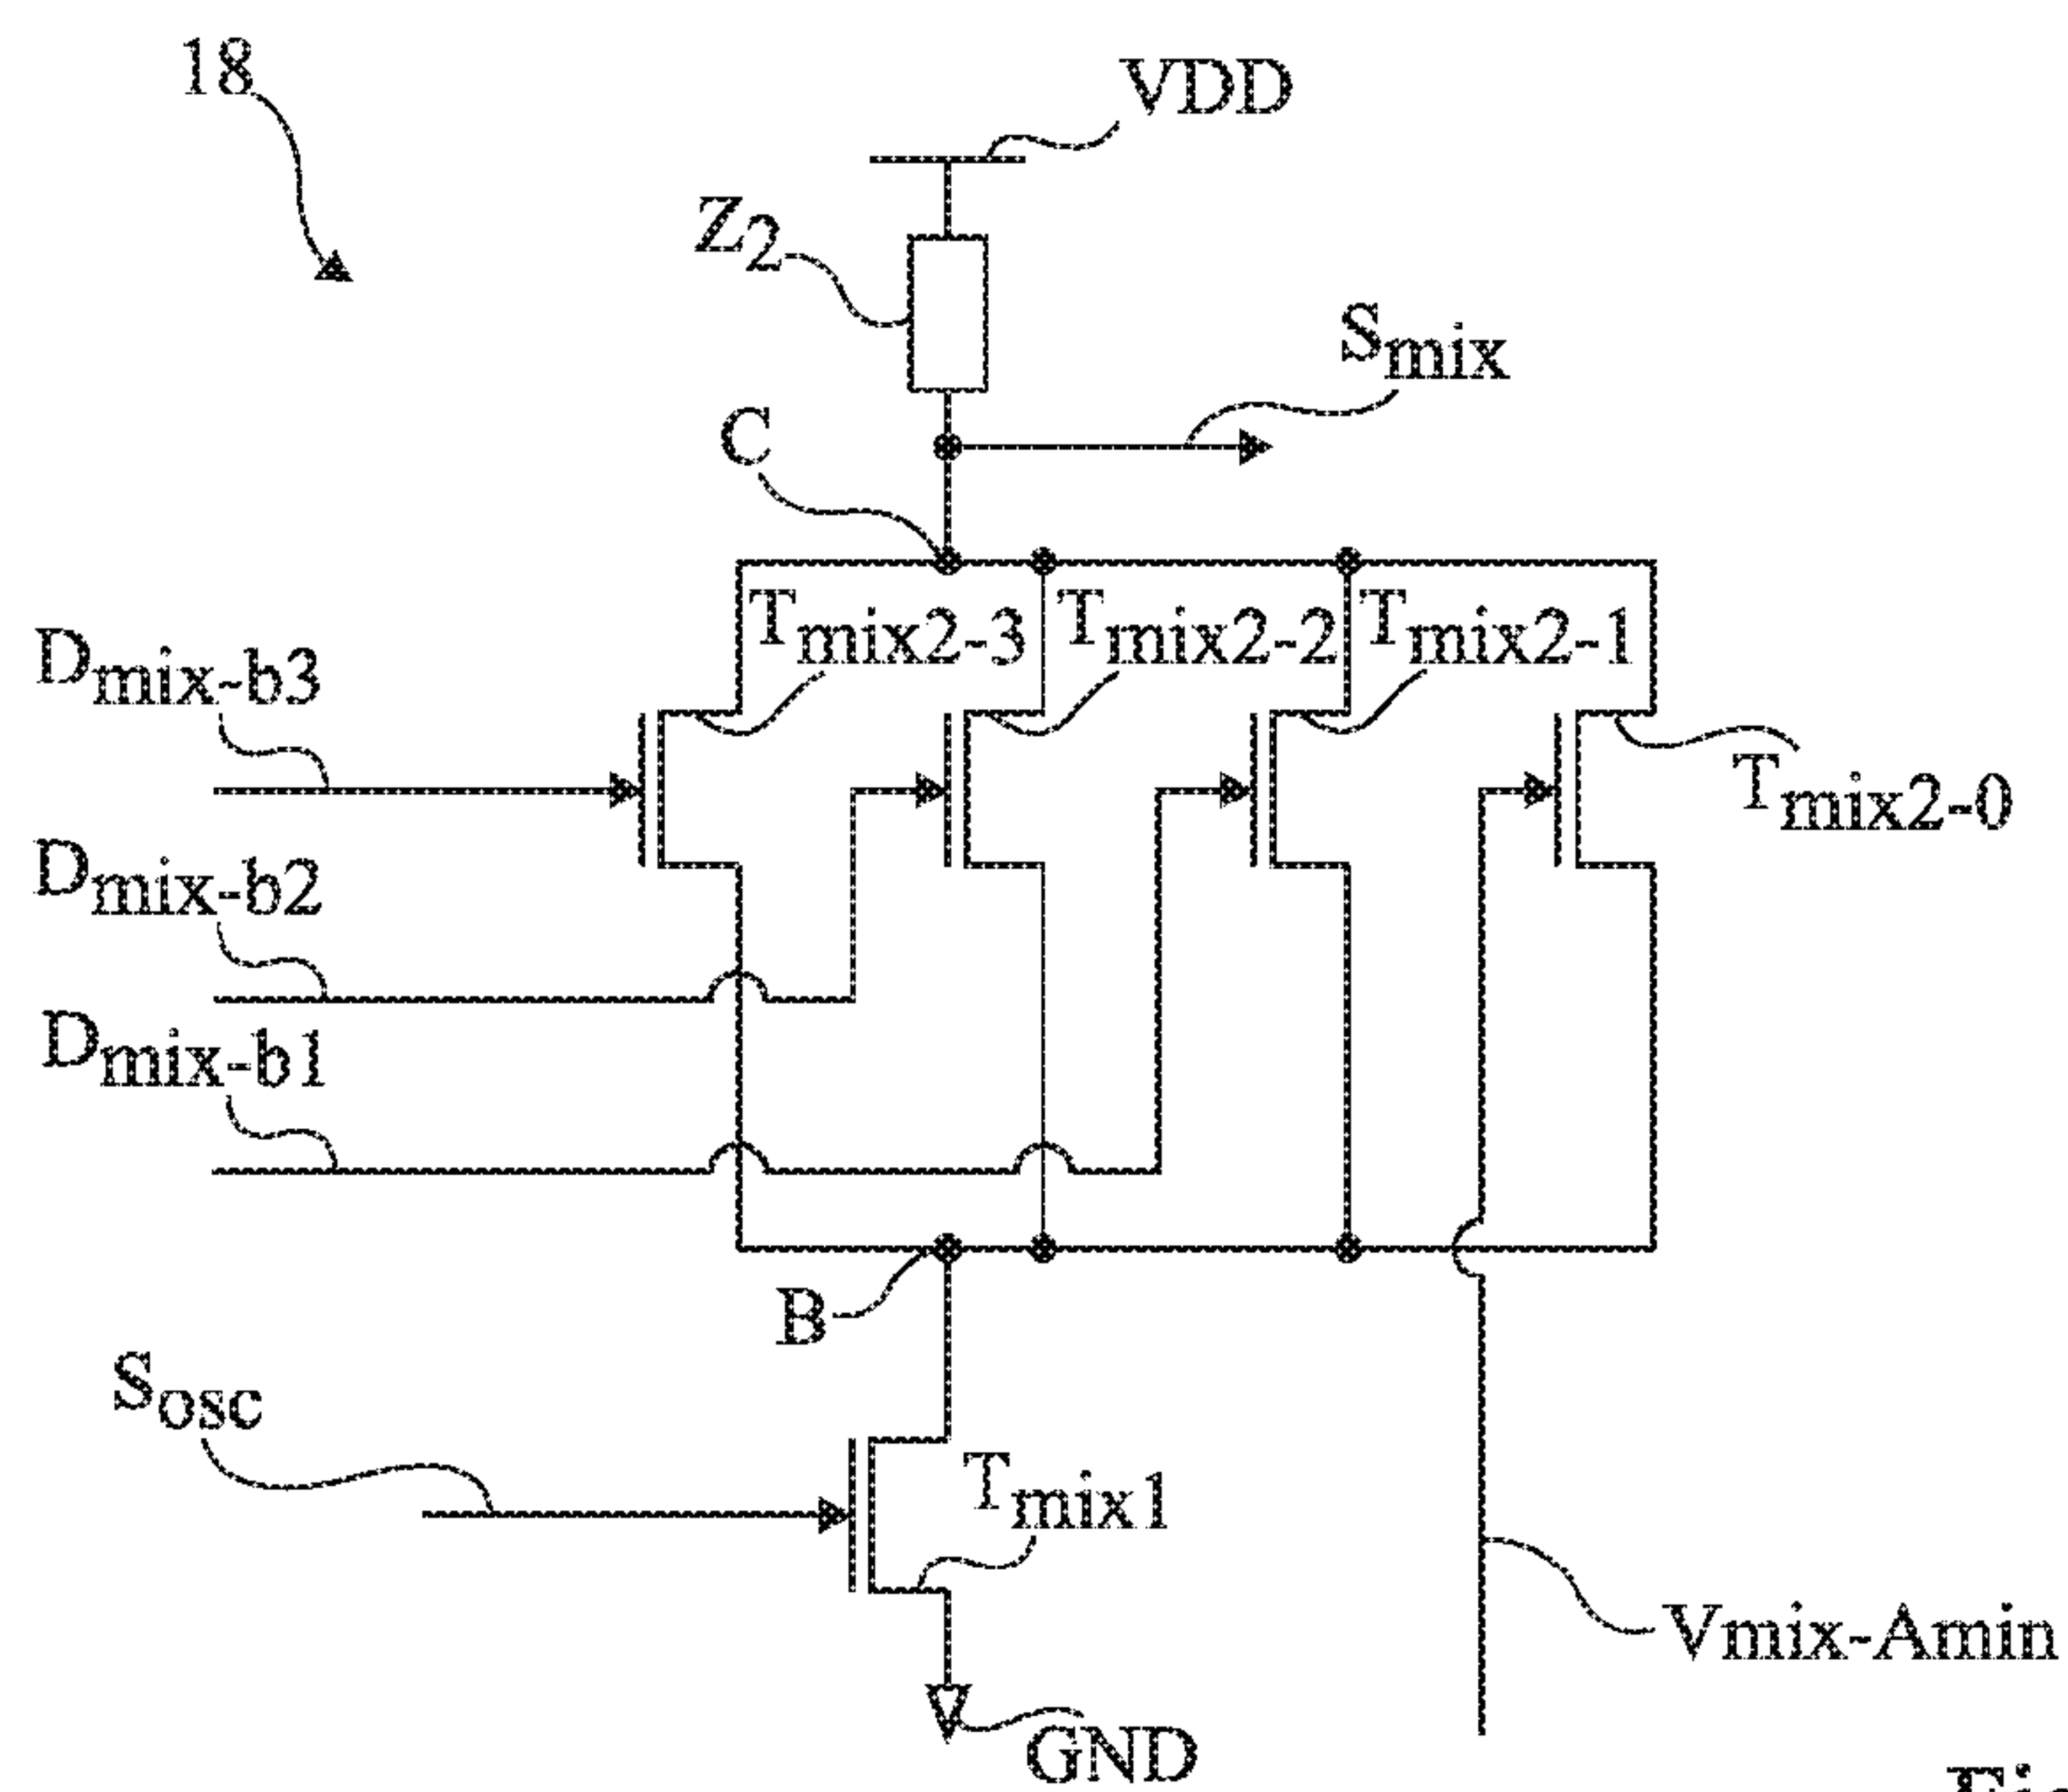 18
VDD
Z2
Smix
C
Tmix2-3 Tmix2-2 Tmix2-1
Dmix-b3
Tmix2-0
Dmix-b2
Dmix-b1
B
Sosc
Tmix1
Vmix-Amin
GND